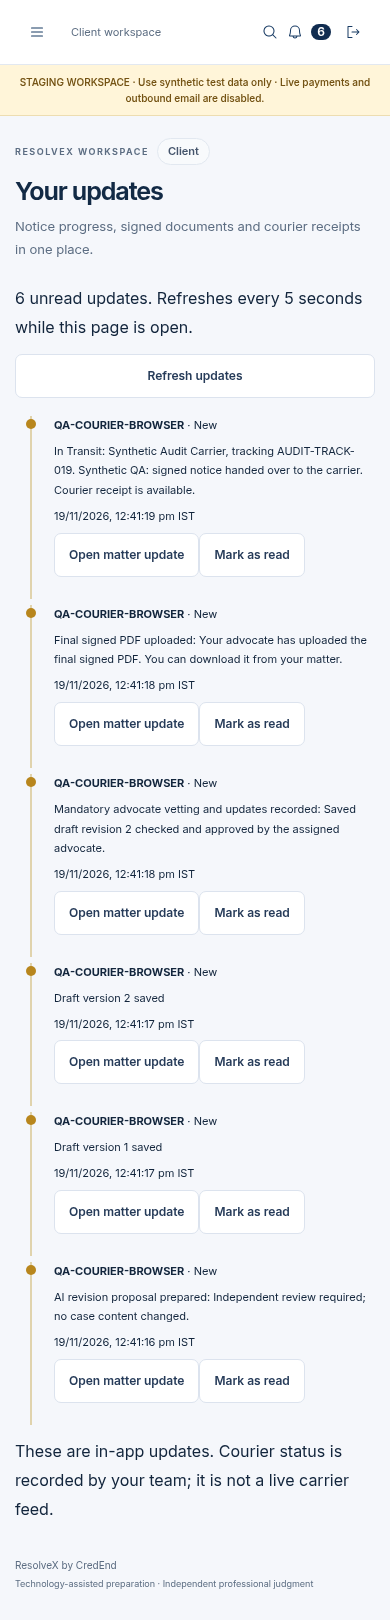 Client workspace
6
STAGING WORKSPACE · Use synthetic test data only · Live payments and
outbound email are disabled.
RESOLVEX WORKSPACE
Client
Your updates
Notice progress, signed documents and courier receipts
in one place.
6 unread updates. Refreshes every 5 seconds
while this page is open.
Refresh updates
QA-COURIER-BROWSER · New
In Transit: Synthetic Audit Carrier, tracking AUDIT-TRACK-
019. Synthetic QA: signed notice handed over to the carrier.
Courier receipt is available.
19/11/2026, 12:41:19 pm IST
Open matter update
Mark as read
QA-COURIER-BROWSER · New
Final signed PDF uploaded: Your advocate has uploaded the
final signed PDF. You can download it from your matter.
19/11/2026, 12:41:18 pm IST
Open matter update
Mark as read
QA-COURIER-BROWSER · New
Mandatory advocate vetting and updates recorded: Saved
draft revision 2 checked and approved by the assigned
advocate.
19/11/2026, 12:41:18 pm IST
Open matter update
Mark as read
QA-COURIER-BROWSER · New
Draft version 2 saved
19/11/2026, 12:41:17 pm IST
Open matter update
Mark as read
QA-COURIER-BROWSER · New
Draft version 1 saved
19/11/2026, 12:41:17 pm IST
Open matter update
Mark as read
QA-COURIER-BROWSER · New
AI revision proposal prepared: Independent review required;
no case content changed.
19/11/2026, 12:41:16 pm IST
Open matter update
Mark as read
These are in-app updates. Courier status is
recorded by your team; it is not a live carrier
feed.
ResolveX by CredEnd
Technology-assisted preparation · Independent professional judgment